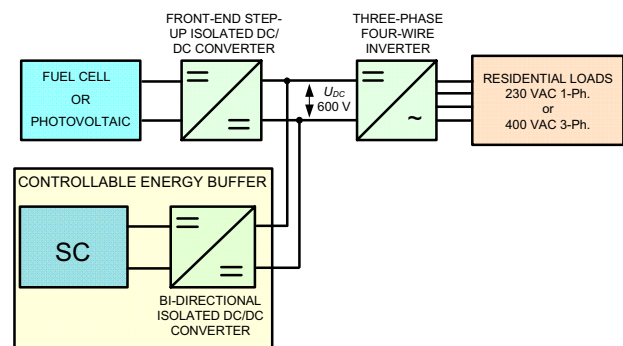 FRONT-END STEP-
UP ISOLATED DC/
DC CONVERTER
THREE-PHASE
FOUR-WIRE
INVERTER
FUEL CELL
OR
PHOTOVOLTAIC
U_DC
600 V
~
RESIDENTIAL LOADS
230 VAC 1-Ph.
or
400 VAC 3-Ph.
CONTROLLABLE ENERGY BUFFER
SC
BI-DIRECTIONAL
ISOLATED DC/DC
CONVERTER